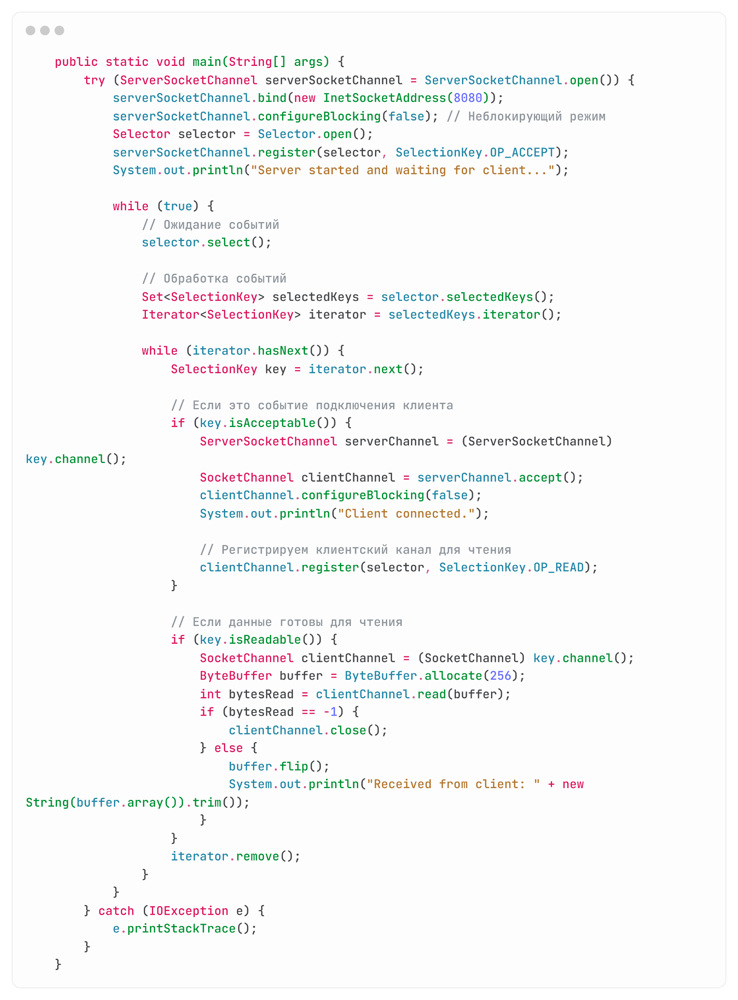 public static void main(String[] args) {
try (ServerSocketChannel serverSocketChannel = ServerSocketChannel.open()) {
serverSocketChannel.bind(new InetSocketAddress(8080));
serverSocketChannel.configureBlocking(false); // Неблокирующий режим
Selector selector = Selector.open();
serverSocketChannel.register(selector, SelectionKey.OP_ACCEPT);
System.out.println("Server started and waiting for client...");
while (true) {
// Ожидание событий
selector.select();
// Обработка событий
Set<SelectionKey> selectedKeys = selector.selectedKeys();
Iterator<SelectionKey> iterator = selectedKeys.iterator();
while (iterator.hasNext()) {
SelectionKey key = iterator.next();
// Если это событие подключения клиента
if (key.isAcceptable()) {
ServerSocketChannel serverChannel = (ServerSocketChannel)
key.channel();
SocketChannel clientChannel = serverChannel.accept();
clientChannel.configureBlocking(false);
System.out.println("Client connected.");
// Регистрируем клиентский канал для чтения
clientChannel.register(selector, SelectionKey.OP_READ);
}
// Если данные готовы для чтения
if (key.isReadable()) {
SocketChannel clientChannel = (SocketChannel) key.channel();
ByteBuffer buffer = ByteBuffer.allocate(256);
int bytesRead = clientChannel.read(buffer);
if (bytesRead == -1) {
clientChannel.close();
} else {
buffer.flip();
System.out.println("Received from client: " + new
String(buffer.array()).trim());
}
}
iterator.remove();
}
}
} catch (IOException e) {
e.printStackTrace();
}
}